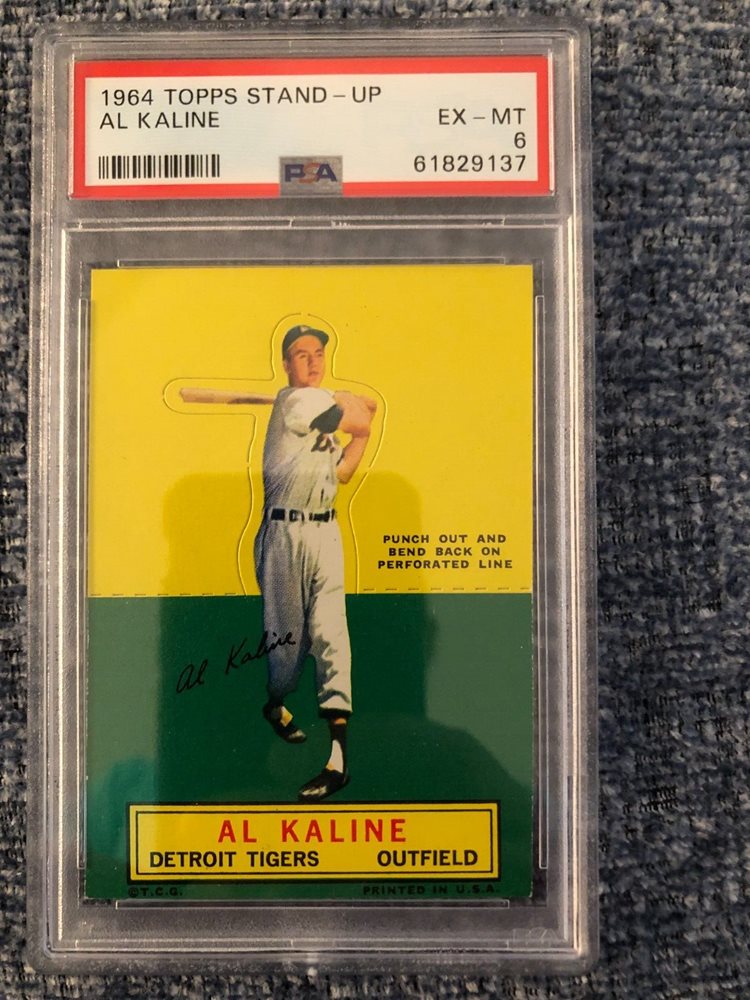 1964 TOPPS STAND-UP
AL KALINE EX-MT
6
PSA 61829137
PUNCH OUT AND
BEND BACK ON
PERFORATED LINE
Al Kaline
AL KALINE
DETROIT TIGERS OUTFIELD
©T.C.G. PRINTED IN U.S.A.